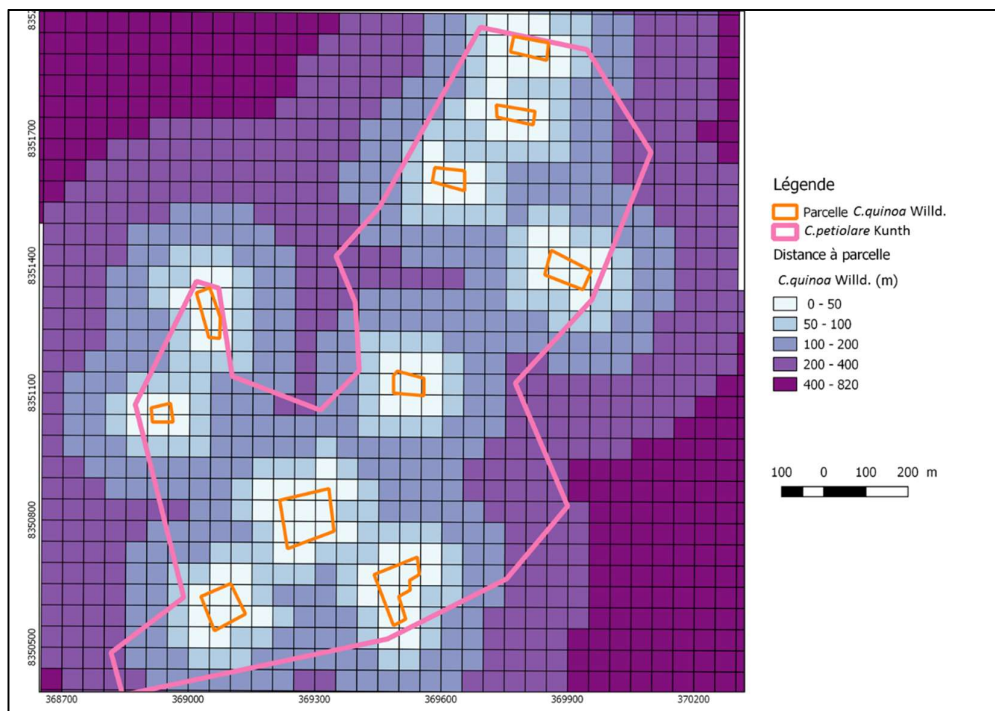 8352
8351700
8351400
8351100
8350800
8350500
368700 369000 369300 369600 369900 370200
Légende
Parcelle C.quinoa Willd.
C.petiolare Kunth
Distance à parcelle
C.quinoa Willd. (m)
0 - 50
50 - 100
100 - 200
200 - 400
400 - 820
100 0 100 200 m